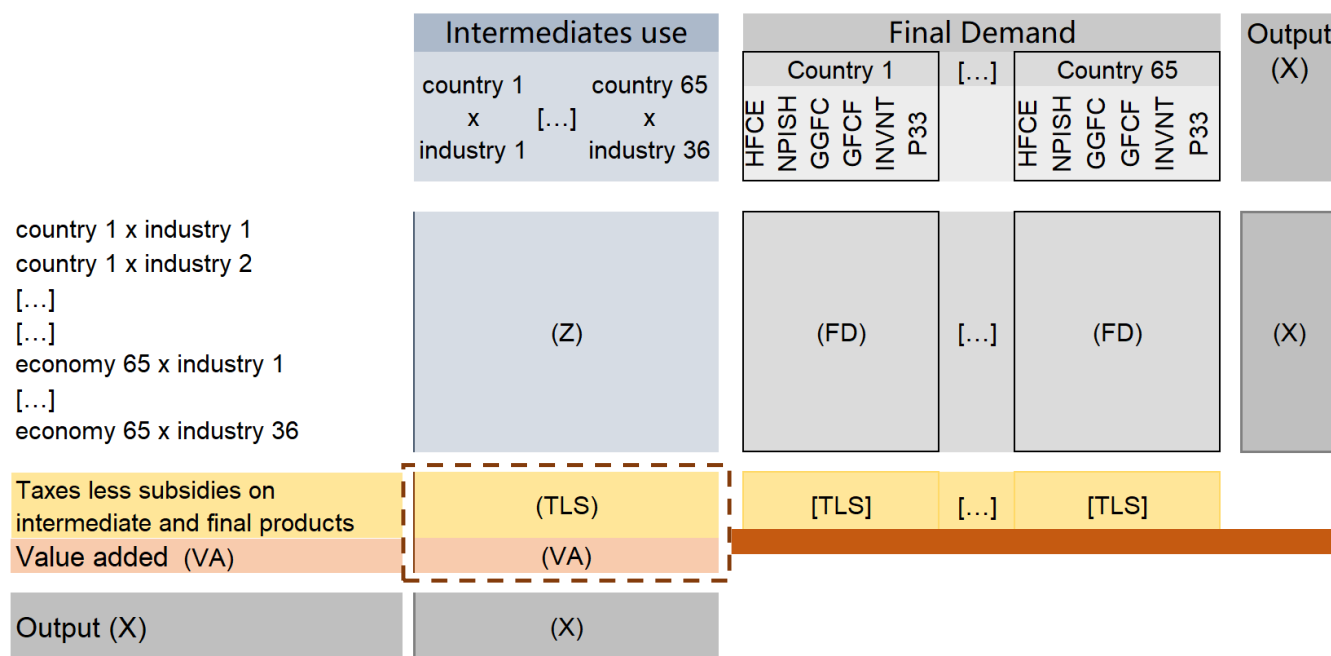 Intermediates use
Final Demand
Output
(X)
country 1
x
industry 1
[…]
country 65
x
industry 36
Country 1
HFCE
NPISH
GGFC
GFCF
INVNT
P33
[…]
Country 65
HFCE
NPISH
GGFC
GFCF
INVNT
P33
country 1 x industry 1
country 1 x industry 2
[…]
[…]
economy 65 x industry 1
[…]
economy 65 x industry 36
(Z)
(FD)
[…]
(FD)
(X)
Taxes less subsidies on
intermediate and final products
(TLS)
[TLS]
[…]
[TLS]
Value added (VA)
(VA)
Output (X)
(X)